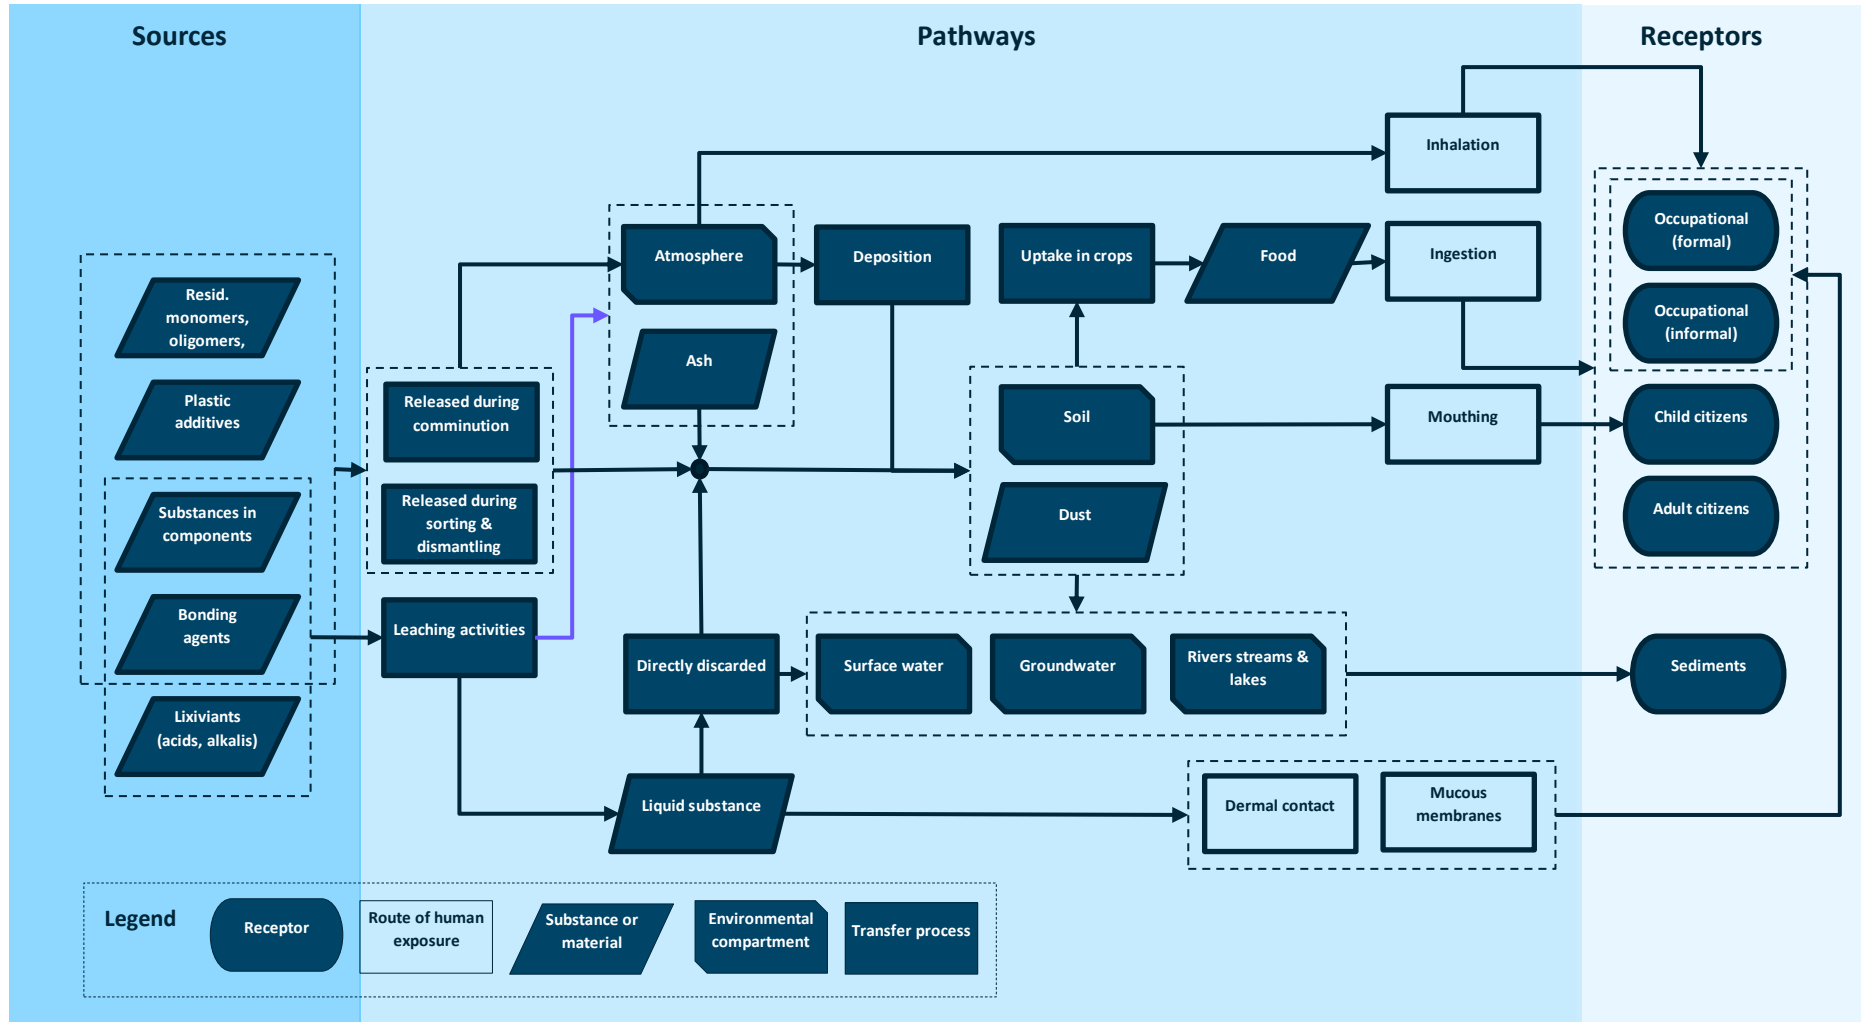 Sources
Pathways
Receptors
Resid.
monomers,
oligomers,
Plastic
additives
Substances in
components
Bonding
agents
Lixiviants
(acids, alkalis)
Released during
comminution
Released during
sorting &
dismantling
Leaching activities
Atmosphere
Ash
Deposition
Directly discarded
Liquid substance
Uptake in crops
Food
Soil
Dust
Surface water
Groundwater
Rivers streams &
lakes
Inhalation
Ingestion
Mouthing
Dermal contact
Mucous
membranes
Occupational
(formal)
Occupational
(informal)
Child citizens
Adult citizens
Sediments
Legend
Receptor
Route of human
exposure
Substance or
material
Environmental
compartment
Transfer process